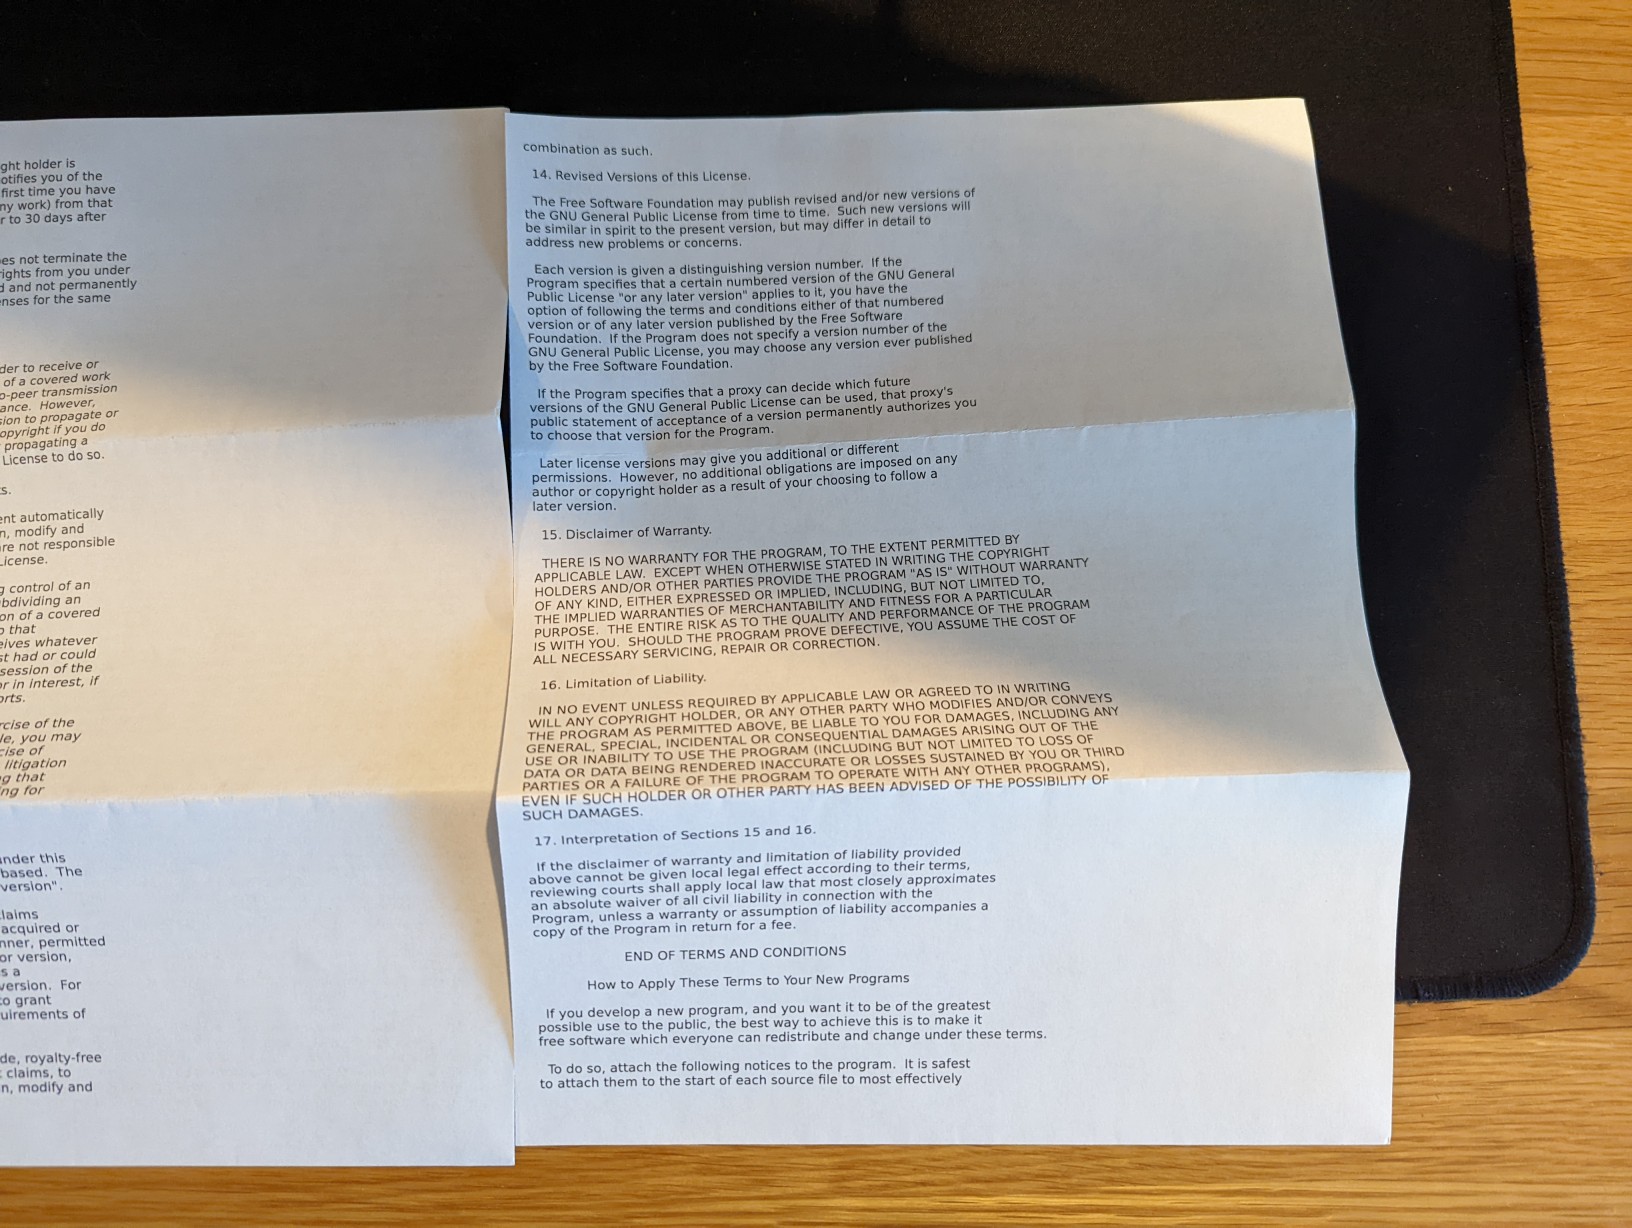 ght holder is
otifies you of the
first time you have
ny work) from that
r to 30 days after
es not terminate the
ights from you under
d and not permanently
enses for the same
der to receive or
of a covered work
o-peer transmission
ance.  However,
sion to propagate or
opyright if you do
propagating a
License to do so.
s.
ent automatically
n, modify and
re not responsible
License.
g control of an
bdividing an
on of a covered
o that
eives whatever
st had or could
session of the
or in interest, if
orts.
rcise of the
le, you may
cise of
litigation
g that
ing for
under this
based.  The
version".
claims
acquired or
nner, permitted
or version,
s a
version.  For
to grant
uirements of
de, royalty-free
claims, to
n, modify and
combination as such.
14. Revised Versions of this License.
The Free Software Foundation may publish revised and/or new versions of
the GNU General Public License from time to time.  Such new versions will
be similar in spirit to the present version, but may differ in detail to
address new problems or concerns.
Each version is given a distinguishing version number.  If the
Program specifies that a certain numbered version of the GNU General
Public License "or any later version" applies to it, you have the
option of following the terms and conditions either of that numbered
version or of any later version published by the Free Software
Foundation.  If the Program does not specify a version number of the
GNU General Public License, you may choose any version ever published
by the Free Software Foundation.
If the Program specifies that a proxy can decide which future
versions of the GNU General Public License can be used, that proxy's
public statement of acceptance of a version permanently authorizes you
to choose that version for the Program.
Later license versions may give you additional or different
permissions.  However, no additional obligations are imposed on any
author or copyright holder as a result of your choosing to follow a
later version.
15. Disclaimer of Warranty.
THERE IS NO WARRANTY FOR THE PROGRAM, TO THE EXTENT PERMITTED BY
APPLICABLE LAW.  EXCEPT WHEN OTHERWISE STATED IN WRITING THE COPYRIGHT
HOLDERS AND/OR OTHER PARTIES PROVIDE THE PROGRAM "AS IS" WITHOUT WARRANTY
OF ANY KIND, EITHER EXPRESSED OR IMPLIED, INCLUDING, BUT NOT LIMITED TO,
THE IMPLIED WARRANTIES OF MERCHANTABILITY AND FITNESS FOR A PARTICULAR
PURPOSE.  THE ENTIRE RISK AS TO THE QUALITY AND PERFORMANCE OF THE PROGRAM
IS WITH YOU.  SHOULD THE PROGRAM PROVE DEFECTIVE, YOU ASSUME THE COST OF
ALL NECESSARY SERVICING, REPAIR OR CORRECTION.
16. Limitation of Liability.
IN NO EVENT UNLESS REQUIRED BY APPLICABLE LAW OR AGREED TO IN WRITING
WILL ANY COPYRIGHT HOLDER, OR ANY OTHER PARTY WHO MODIFIES AND/OR CONVEYS
THE PROGRAM AS PERMITTED ABOVE, BE LIABLE TO YOU FOR DAMAGES, INCLUDING ANY
GENERAL, SPECIAL, INCIDENTAL OR CONSEQUENTIAL DAMAGES ARISING OUT OF THE
USE OR INABILITY TO USE THE PROGRAM (INCLUDING BUT NOT LIMITED TO LOSS OF
DATA OR DATA BEING RENDERED INACCURATE OR LOSSES SUSTAINED BY YOU OR THIRD
PARTIES OR A FAILURE OF THE PROGRAM TO OPERATE WITH ANY OTHER PROGRAMS),
EVEN IF SUCH HOLDER OR OTHER PARTY HAS BEEN ADVISED OF THE POSSIBILITY OF
SUCH DAMAGES.
17. Interpretation of Sections 15 and 16.
If the disclaimer of warranty and limitation of liability provided
above cannot be given local legal effect according to their terms,
reviewing courts shall apply local law that most closely approximates
an absolute waiver of all civil liability in connection with the
Program, unless a warranty or assumption of liability accompanies a
copy of the Program in return for a fee.
END OF TERMS AND CONDITIONS
How to Apply These Terms to Your New Programs
If you develop a new program, and you want it to be of the greatest
possible use to the public, the best way to achieve this is to make it
free software which everyone can redistribute and change under these terms.
To do so, attach the following notices to the program.  It is safest
to attach them to the start of each source file to most effectively